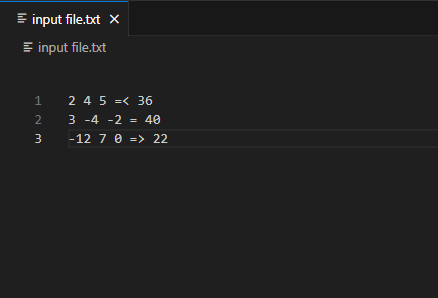 input file.txt
input file.txt
1 2 4 5 =< 36
2 3 -4 -2 = 40
3 -12 7 0 => 22